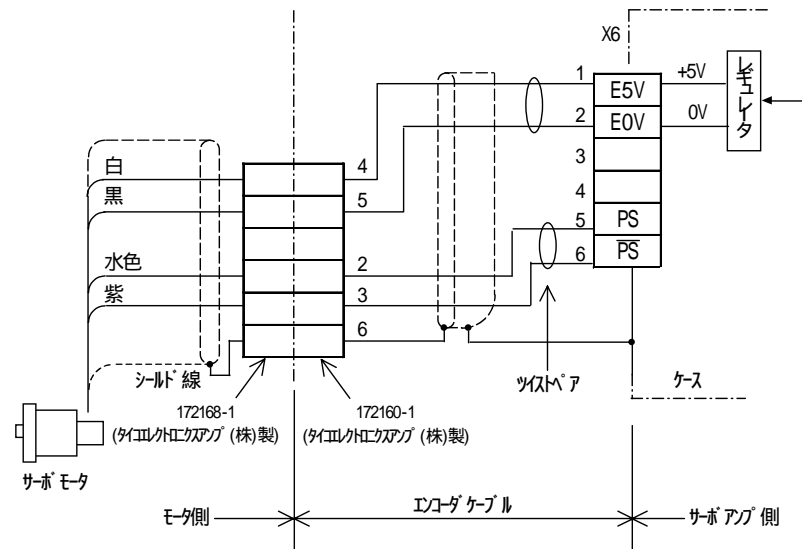 X6
1
E5V
+5V
レギュレータ
2
E0V
0V
3
4
5
PS
6
PS
白
4
黒
5
水色
2
紫
3
6
シールド線
ツイストペア
ケース
172168-1
(タイコエレクトロニクスアンプ(株)製)
172160-1
(タイコエレクトロニクスアンプ(株)製)
サーボモータ
モータ側
エンコーダケーブル
サーボアンプ側